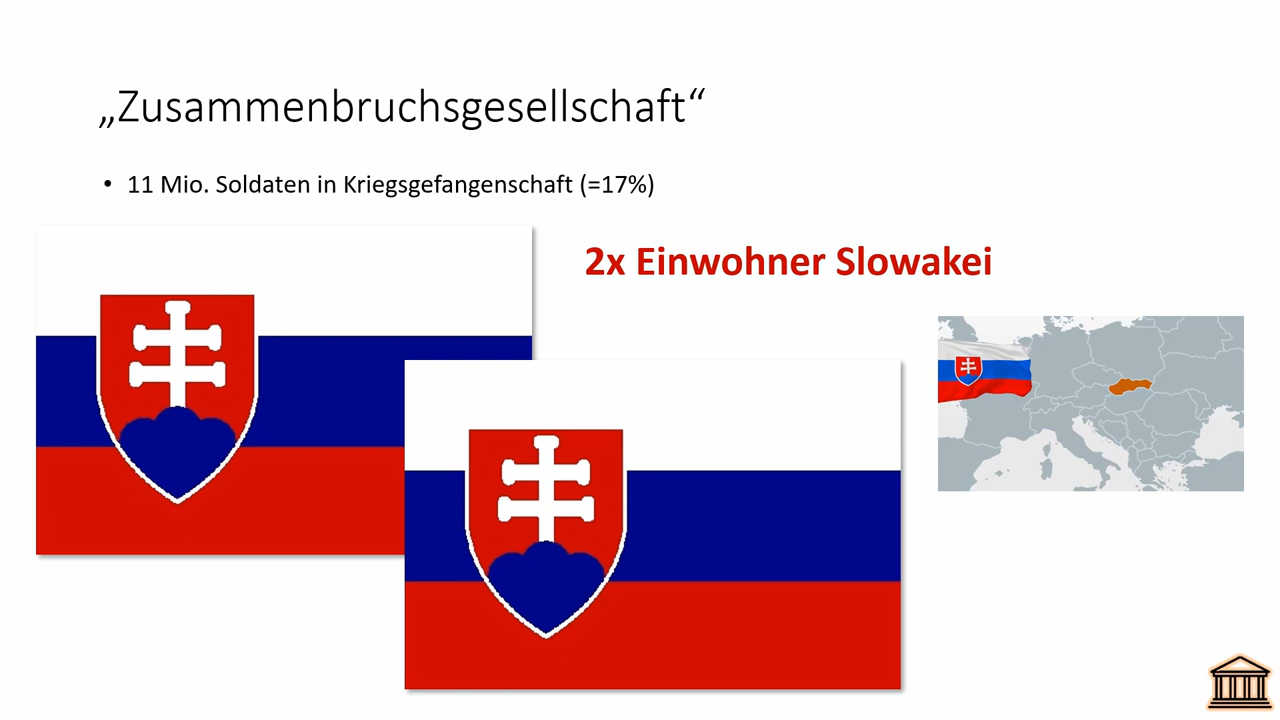 „Zusammenbruchsgesellschaft“
• 11 Mio. Soldaten in Kriegsgefangenschaft (=17%)
2x Einwohner Slowakei